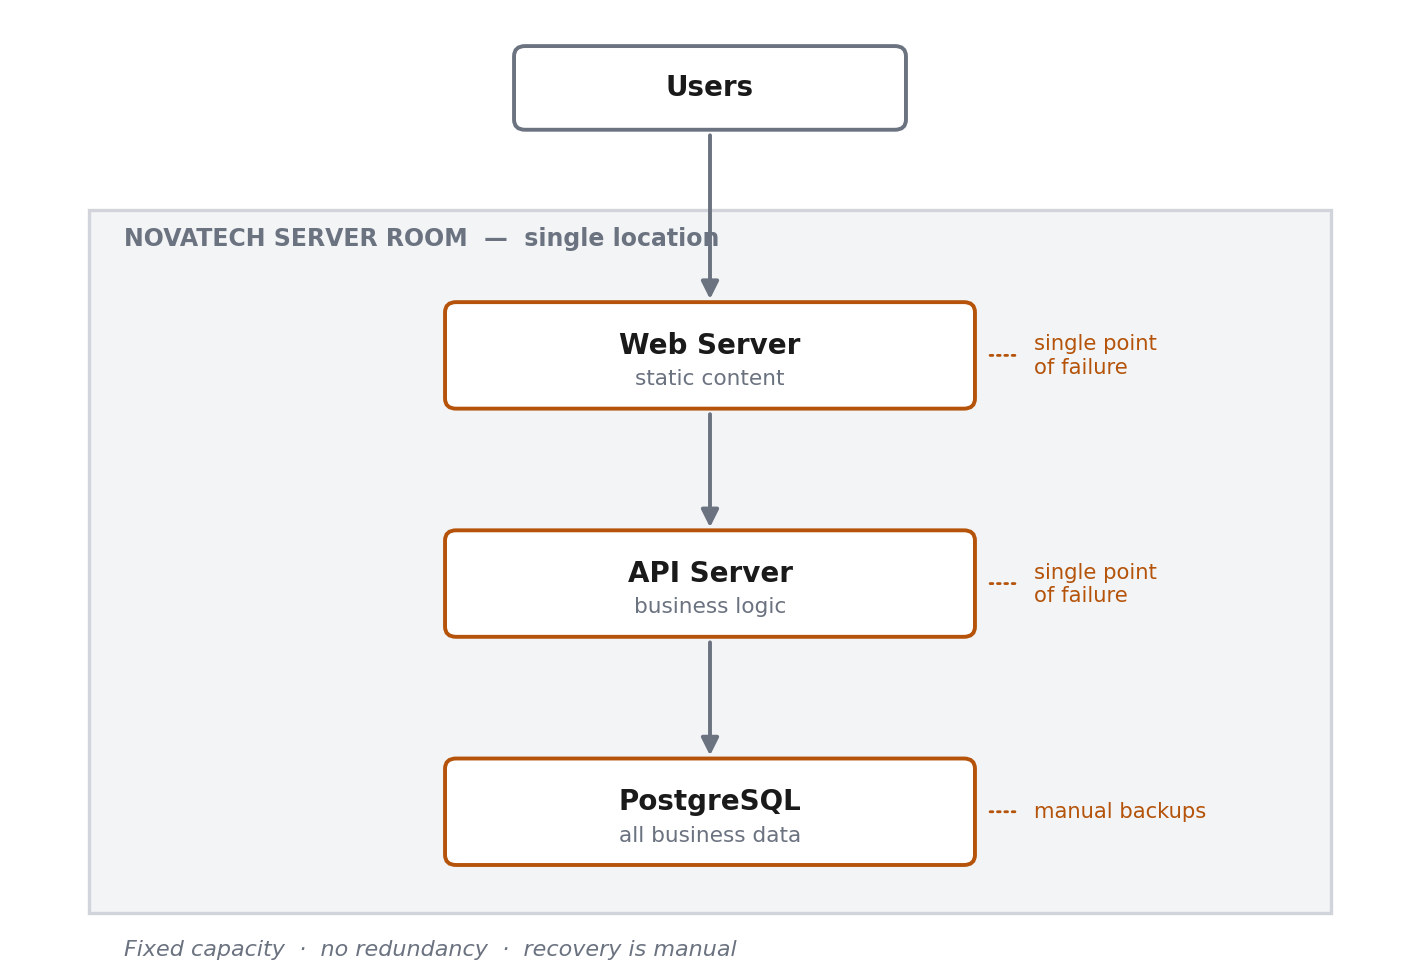 Users
NOVATECH SERVER ROOM — single location
Web Server
static content
single point
of failure
API Server
business logic
single point
of failure
PostgreSQL
all business data
manual backups
Fixed capacity · no redundancy · recovery is manual